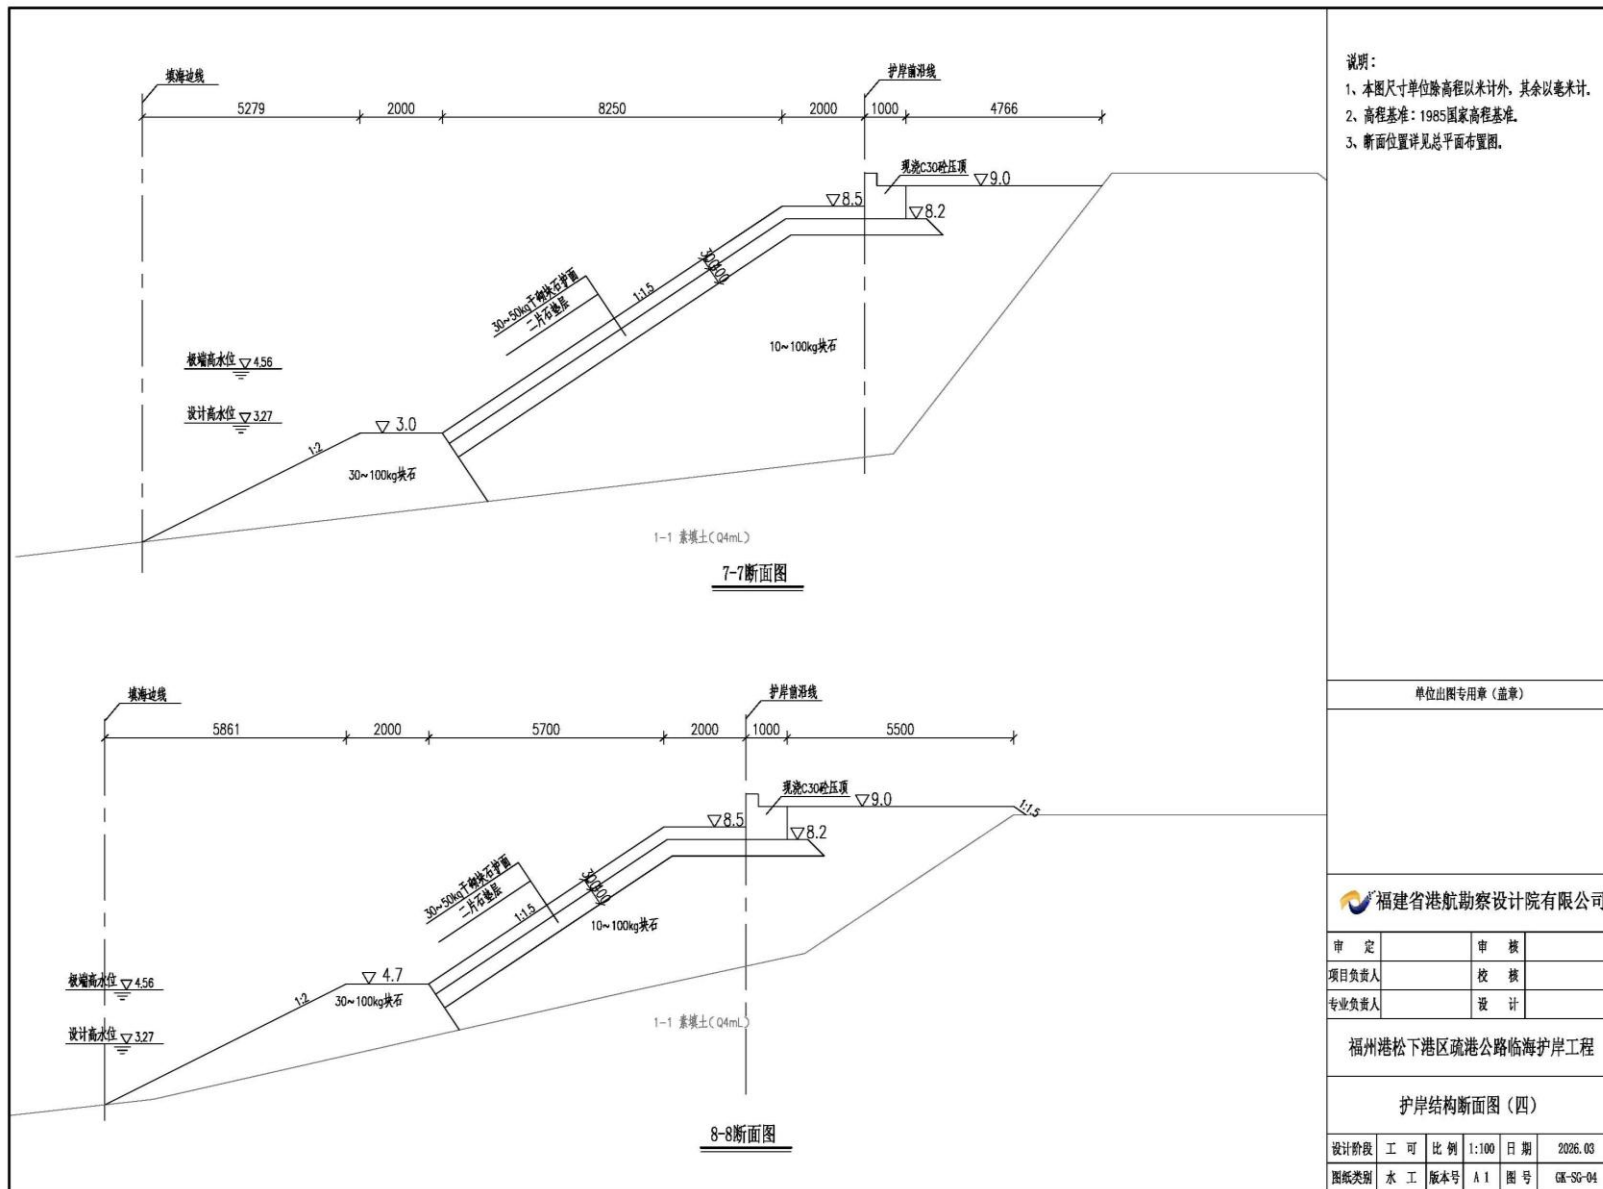 填海边线
护岸前沿线
5279 2000 8250 2000 1000 4766
现浇C30砼压顶
9.0
8.5
8.2
300
400
1:1.5
30~50kg干砌块石护面
二片石垫层
10~100kg块石
极端高水位 4.56
设计高水位 3.27
3.0
1:2
30~100kg块石
1-1 素填土(Q4mL)
7-7断面图
填海边线
护岸前沿线
5861 2000 5700 2000 1000 5500
现浇C30砼压顶
9.0
1:1.5
8.5
8.2
300
400
30~50kg干砌块石护面
二片石垫层
1:1.5
10~100kg块石
极端高水位 4.56
4.7
1:2
30~100kg块石
设计高水位 3.27
1-1 素填土(Q4mL)
8-8断面图
说明:
1、本图尺寸单位除高程以米计外,其余以毫米计.
2、高程基准:1985国家高程基准.
3、断面位置详见总平面布置图.
单位出图专用章(盖章)
福建省港航勘察设计院有限公司
审 定 审 核
项目负责人 校 核
专业负责人 设 计
福州港松下港区疏港公路临海护岸工程
护岸结构断面图(四)
设计阶段 工 可 比 例 1:100 日 期 2026.03
图纸类别 水 工 版本号 A 1 图 号 GK-SG-04